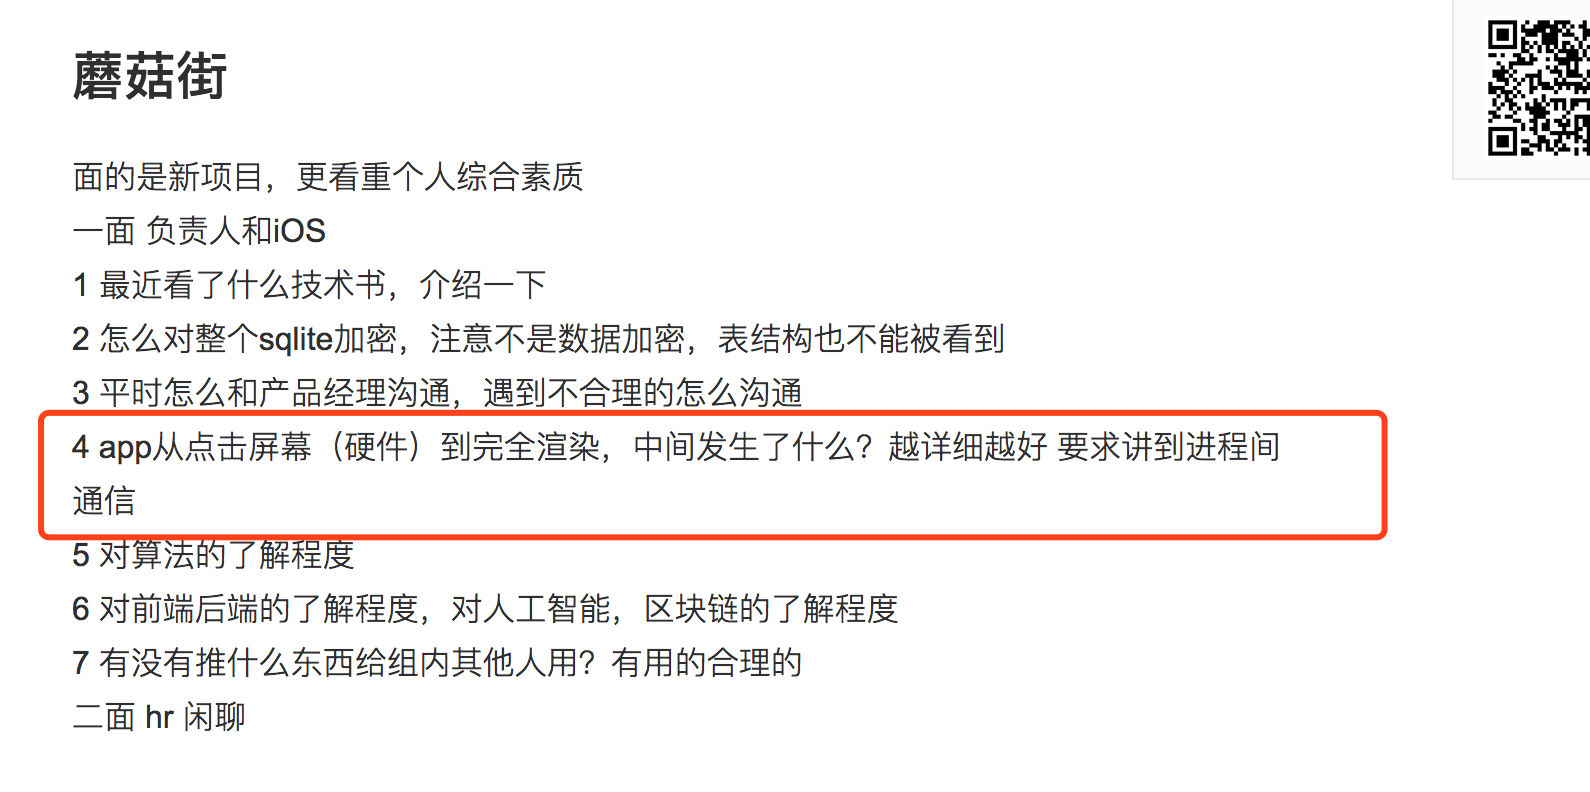 蘑菇街
面的是新项目，更看重个人综合素质
一面 负责人和iOS
1 最近看了什么技术书，介绍一下
2 怎么对整个sqlite加密，注意不是数据加密，表结构也不能被看到
3 平时怎么和产品经理沟通，遇到不合理的怎么沟通
4 app从点击屏幕（硬件）到完全渲染，中间发生了什么？越详细越好 要求讲到进程间
通信
5 对算法的了解程度
6 对前端后端的了解程度，对人工智能，区块链的了解程度
7 有没有推什么东西给组内其他人用？有用的合理的
二面 hr 闲聊